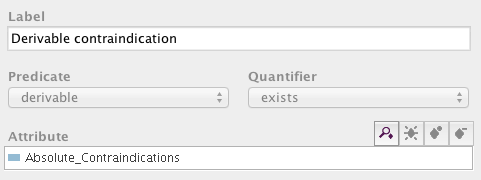 Label
Derivable contraindication
Predicate Quantifier
derivable exists
Attribute
Absolute_Contraindications